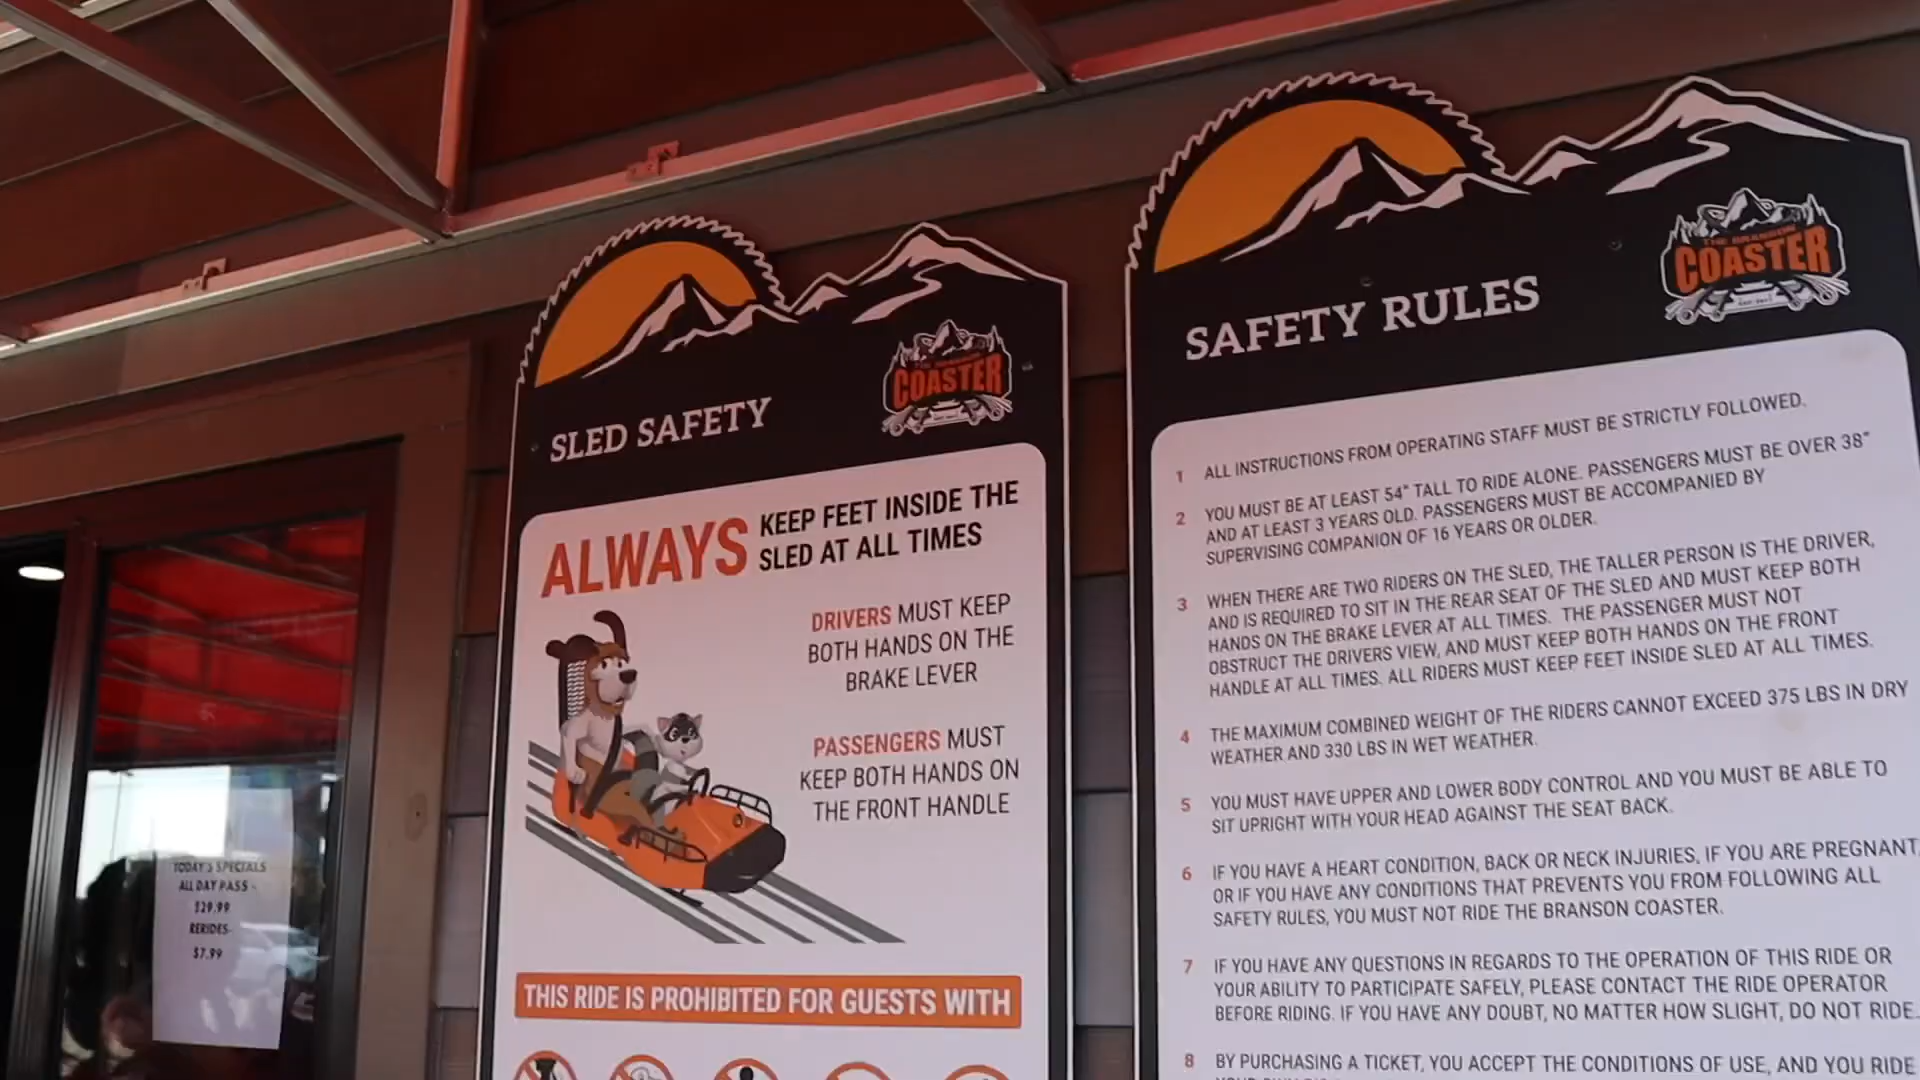 TODAY'S SPECIALS
ALL DAY PASS -
$29.99
RERIDES-
$7.99
SLED SAFETY
THE BRANSON
COASTER
ALWAYS
KEEP FEET INSIDE THE
SLED AT ALL TIMES
DRIVERS MUST KEEP
BOTH HANDS ON THE
BRAKE LEVER
PASSENGERS MUST
KEEP BOTH HANDS ON
THE FRONT HANDLE
THIS RIDE IS PROHIBITED FOR GUESTS WITH
SAFETY RULES
THE BRANSON
COASTER
1 ALL INSTRUCTIONS FROM OPERATING STAFF MUST BE STRICTLY FOLLOWED.
2 YOU MUST BE AT LEAST 54" TALL TO RIDE ALONE. PASSENGERS MUST BE OVER 38"
AND AT LEAST 3 YEARS OLD. PASSENGERS MUST BE ACCOMPANIED BY
SUPERVISING COMPANION OF 16 YEARS OR OLDER.
3 WHEN THERE ARE TWO RIDERS ON THE SLED, THE TALLER PERSON IS THE DRIVER,
AND IS REQUIRED TO SIT IN THE REAR SEAT OF THE SLED AND MUST KEEP BOTH
HANDS ON THE BRAKE LEVER AT ALL TIMES. THE PASSENGER MUST NOT
OBSTRUCT THE DRIVERS VIEW, AND MUST KEEP BOTH HANDS ON THE FRONT
HANDLE AT ALL TIMES. ALL RIDERS MUST KEEP FEET INSIDE SLED AT ALL TIMES.
4 THE MAXIMUM COMBINED WEIGHT OF THE RIDERS CANNOT EXCEED 375 LBS IN DRY
WEATHER AND 330 LBS IN WET WEATHER.
5 YOU MUST HAVE UPPER AND LOWER BODY CONTROL AND YOU MUST BE ABLE TO
SIT UPRIGHT WITH YOUR HEAD AGAINST THE SEAT BACK.
6 IF YOU HAVE A HEART CONDITION, BACK OR NECK INJURIES, IF YOU ARE PREGNANT,
OR IF YOU HAVE ANY CONDITIONS THAT PREVENTS YOU FROM FOLLOWING ALL
SAFETY RULES, YOU MUST NOT RIDE THE BRANSON COASTER.
7 IF YOU HAVE ANY QUESTIONS IN REGARDS TO THE OPERATION OF THIS RIDE OR
YOUR ABILITY TO PARTICIPATE SAFELY, PLEASE CONTACT THE RIDE OPERATOR
BEFORE RIDING. IF YOU HAVE ANY DOUBT, NO MATTER HOW SLIGHT, DO NOT RIDE.
8 BY PURCHASING A TICKET, YOU ACCEPT THE CONDITIONS OF USE, AND YOU RIDE